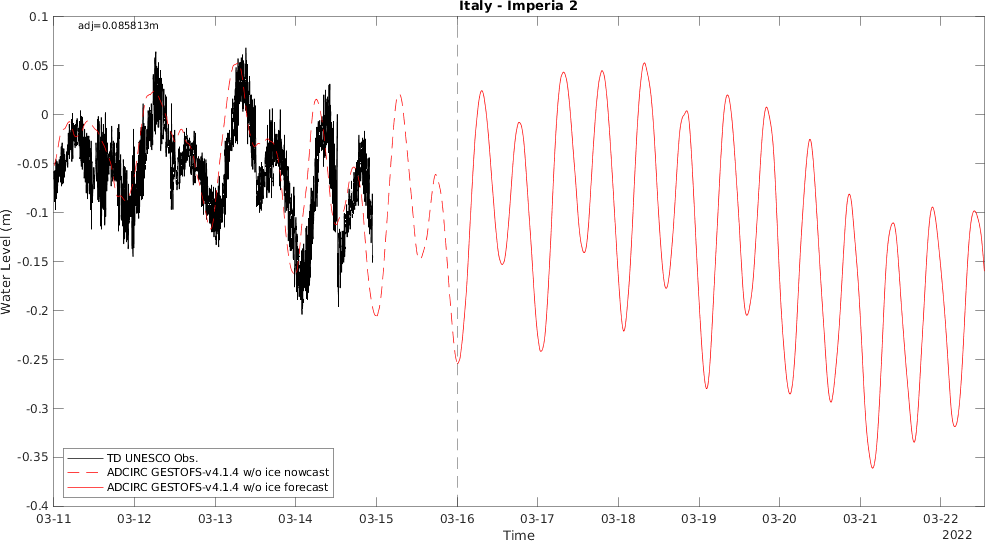 Italy - Imperia 2
adj=0.085813m
0.1
0.05
0
-0.05
-0.1
-0.15
-0.2
-0.25
-0.3
-0.35
-0.4
Water Level (m)
TD UNESCO Obs.
ADCIRC GESTOFS-v4.1.4 w/o ice nowcast
ADCIRC GESTOFS-v4.1.4 w/o ice forecast
03-11 03-12 03-13 03-14 03-15 03-16 03-17 03-18 03-19 03-20 03-21 03-22
Time
2022